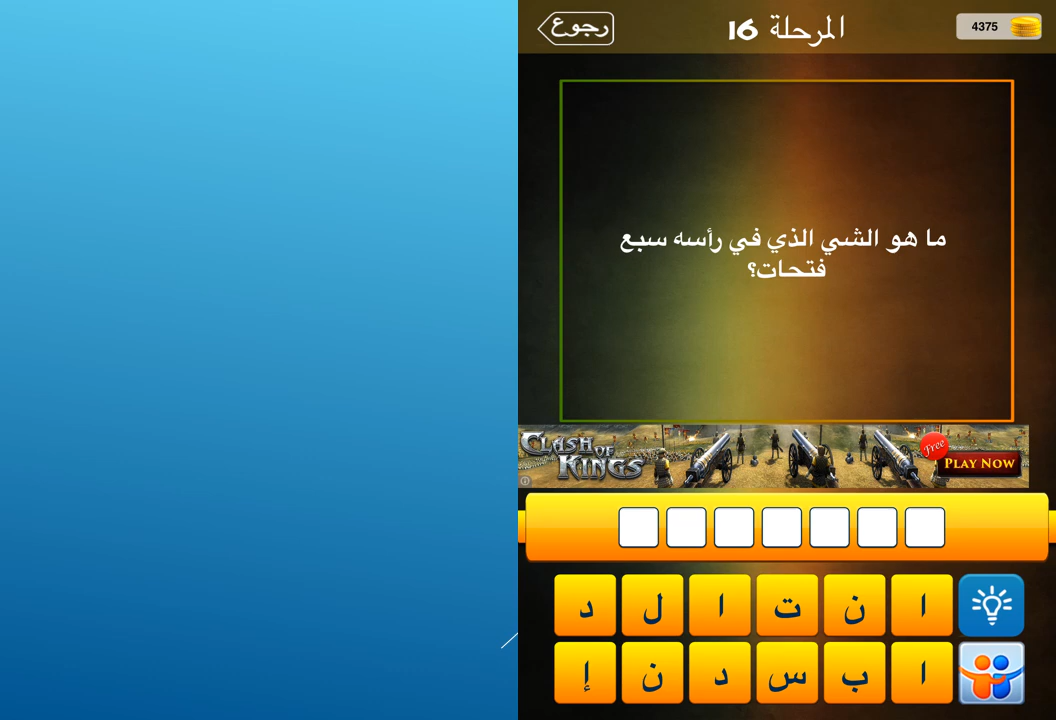 رجوع
المرحلة 16
4375
ما هو الشي الذي في رأسه سبع
فتحات؟
CLASH OF KINGS
Free
PLAY NOW
ا ن ت ا ل د
ا ب س د ن إ